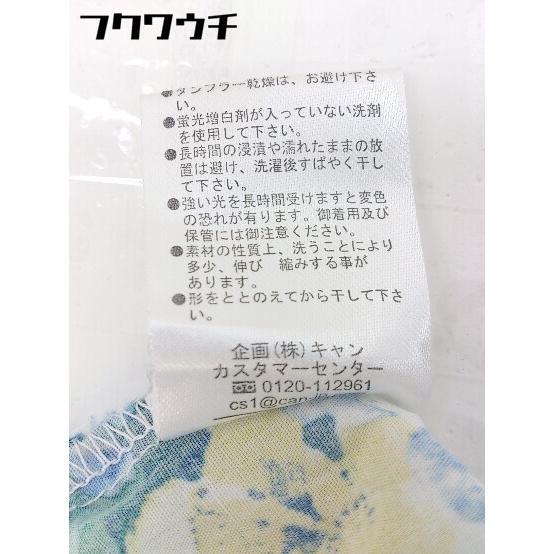 フクワウチ
●タンブラー乾燥は、お避け下さ
い。
●蛍光増白剤が入っていない洗剤
を使用して下さい。
●長時間の浸漬や濡れたままの放
置は避け、洗濯後すばやく干し
て下さい。
●強い光を長時間受けますと変色
の恐れが有ります。御着用及び
保管には御注意ください。
●素材の性質上、洗うことにより
多少、伸び 縮みする事が
あります。
●形をととのえてから干して下さ
い。
企画(株)キャン
カスタマーセンター
0120-112961
cs1@can